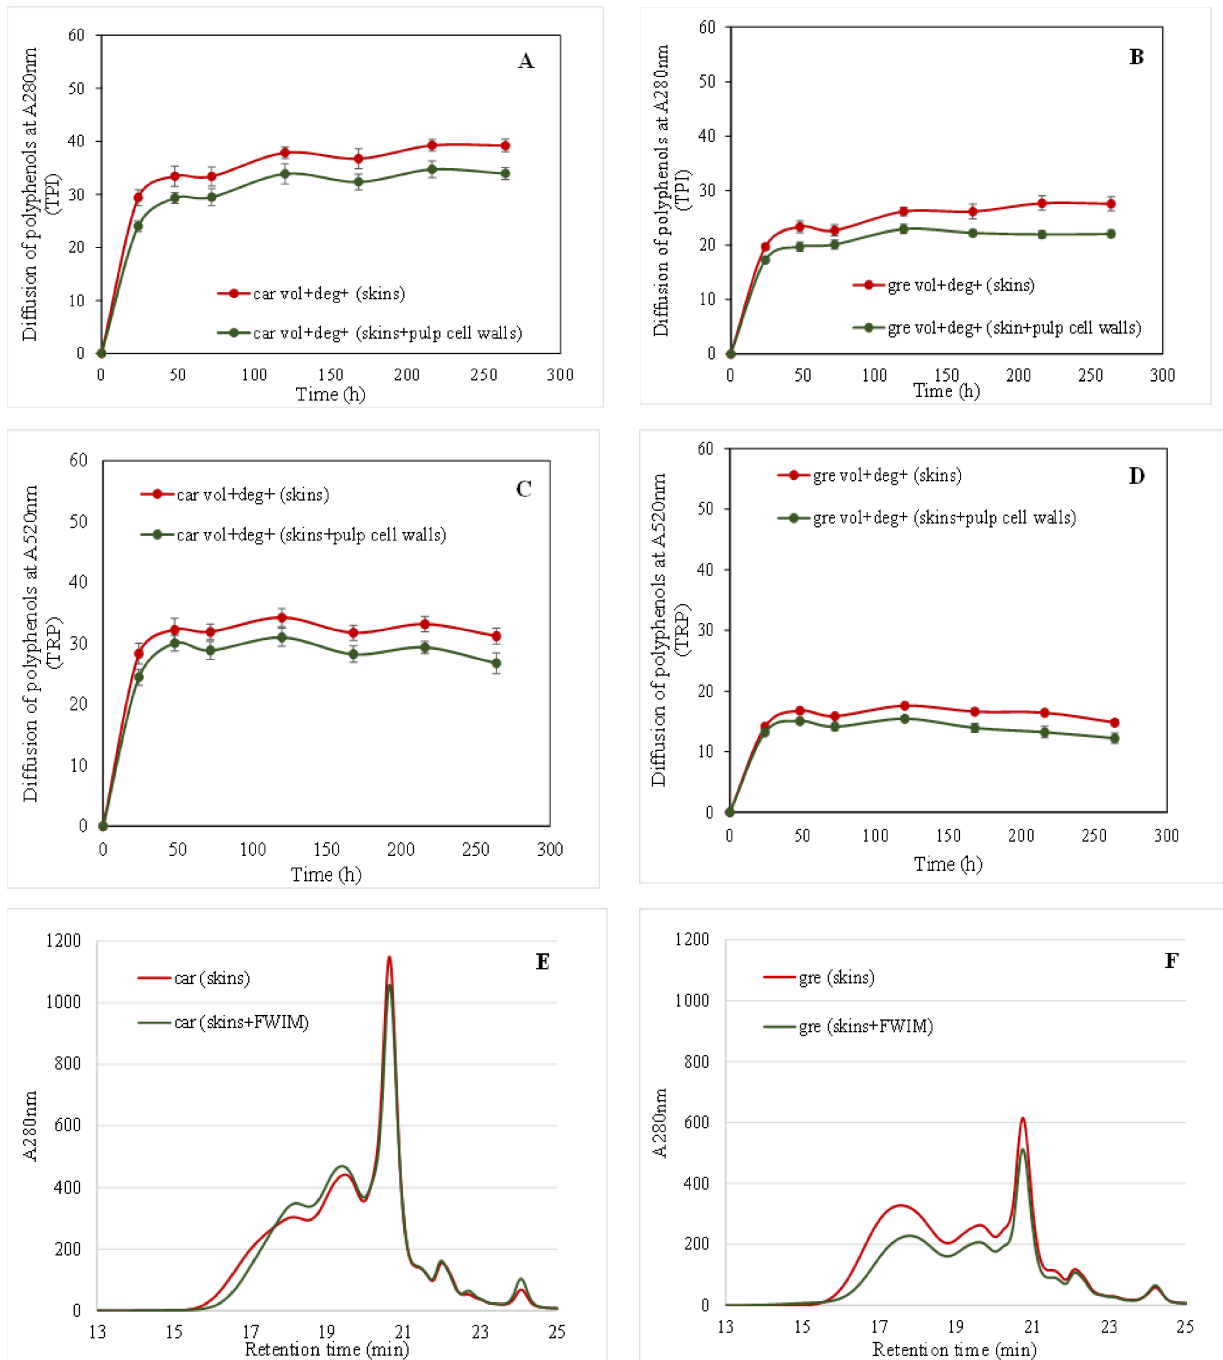 A
Diffusion of polyphenols at A280nm
(TPI)
60
50
40
30
20
10
0
car vol+deg+ (skins)
car vol+deg+ (skins+pulp cell walls)
0 50 100 150 200 250 300
Time (h)
B
Diffusion of polyphenols at A280nm
(TPI)
60
50
40
30
20
10
0
gre vol+deg+ (skins)
gre vol+deg+ (skin+pulp cell walls)
0 50 100 150 200 250 300
Time (h)
C
Diffusion of polyphenols at A520nm
(TRP)
60
50
40
30
20
10
0
car vol+deg+ (skins)
car vol+deg+ (skins+pulp cell walls)
0 50 100 150 200 250 300
Time (h)
D
Diffusion of polyphenols at A520nm
(TRP)
60
50
40
30
20
10
0
gre vol+deg+ (skins)
gre vol+deg+ (skins+pulp cell walls)
0 50 100 150 200 250 300
Time (h)
E
A280nm
1200
1000
800
600
400
200
0
car (skins)
car (skins+FWIM)
13 15 17 19 21 23 25
Retention time (min)
F
A280nm
1200
1000
800
600
400
200
0
gre (skins)
gre (skins+FWIM)
13 15 17 19 21 23 25
Retention time (min)